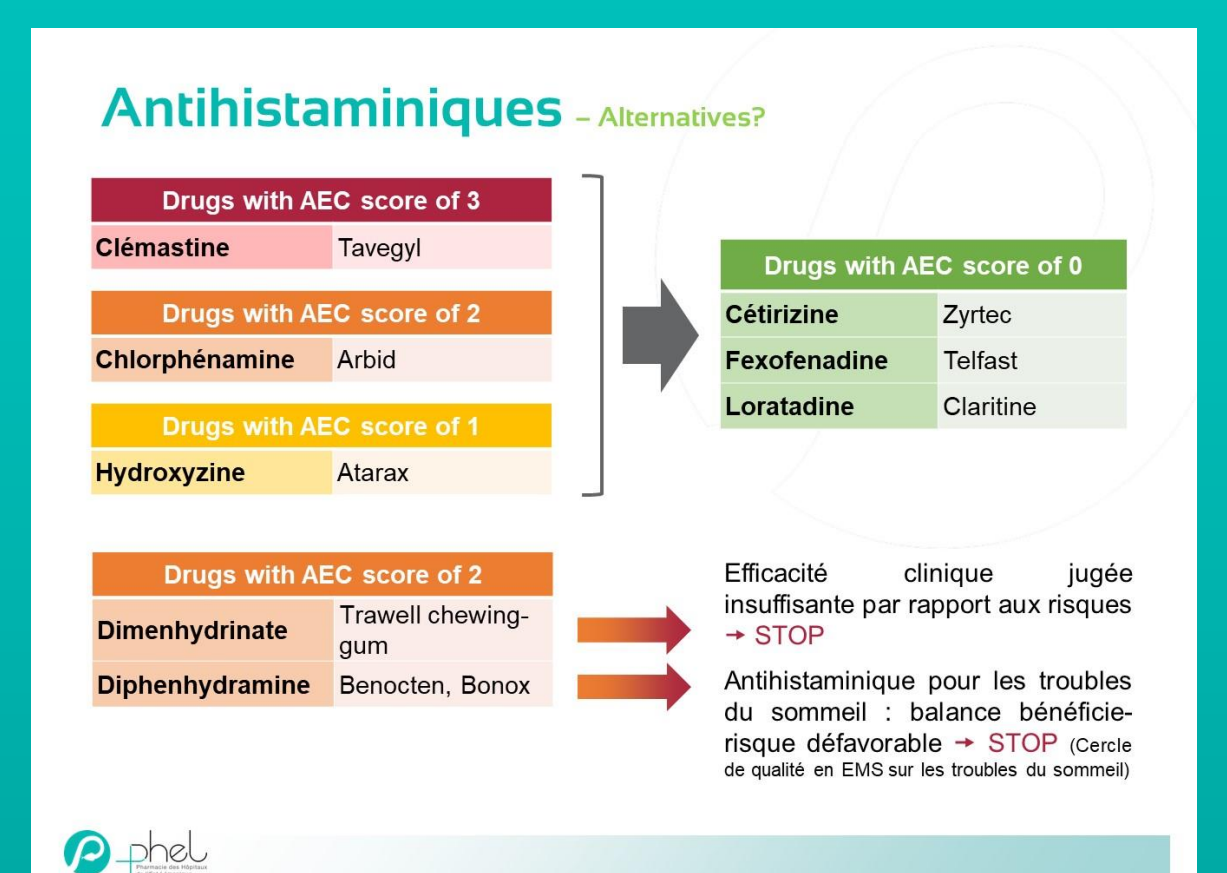 Antihistaminiques – Alternatives?
Drugs with AEC score of 3
Clémastine Tavegyl
Drugs with AEC score of 2
Chlorphénamine Arbid
Drugs with AEC score of 1
Hydroxyzine Atarax
Drugs with AEC score of 0
Cétirizine Zyrtec
Fexofenadine Telfast
Loratadine Claritine
Drugs with AEC score of 2
Dimenhydrinate Trawell chewing-
gum
Diphenhydramine Benocten, Bonox
Efficacité clinique jugée
insuffisante par rapport aux risques
→ STOP
Antihistaminique pour les troubles
du sommeil : balance bénéficie-
risque défavorable → STOP (Cercle
de qualité en EMS sur les troubles du sommeil)
phel
Pharmacie des Hôpitaux